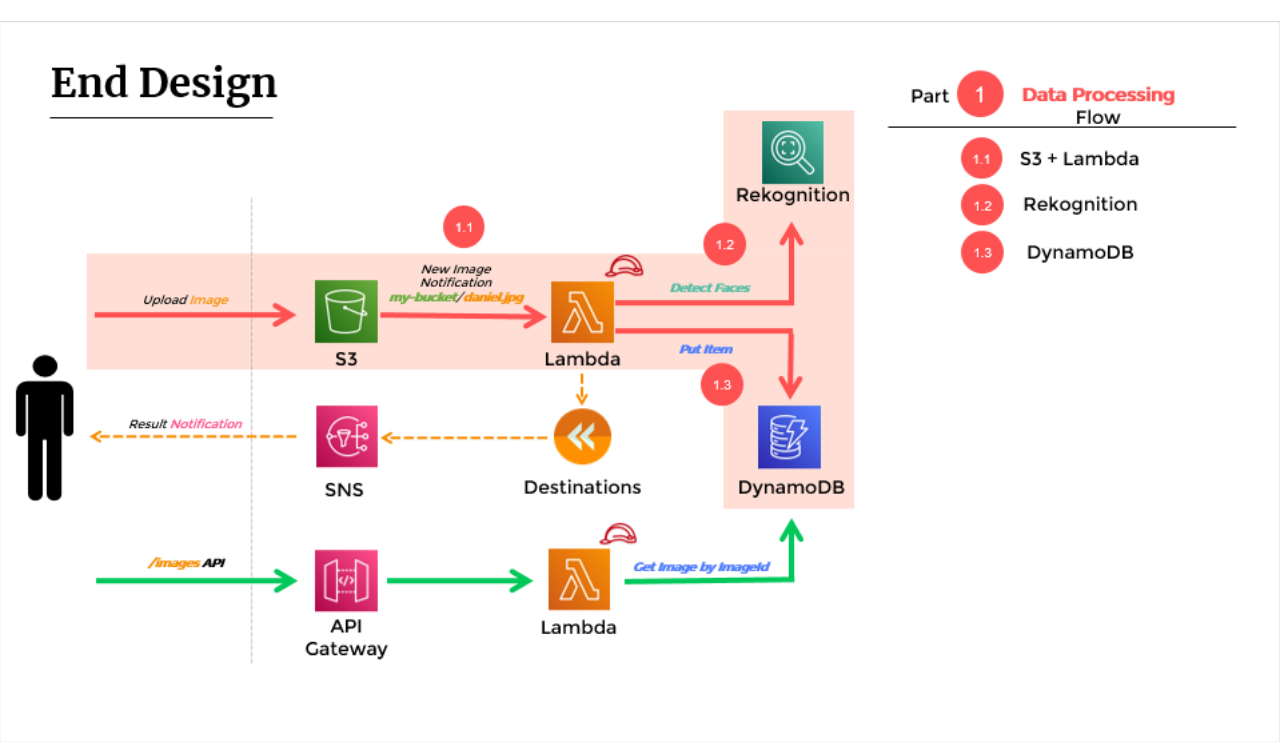 End Design
Part 1 Data Processing
Flow
1.1 S3 + Lambda
1.2 Rekognition
1.3 DynamoDB
Rekognition
1.1
1.2
New Image
Notification
my-bucket/daniel.jpg
Upload Image
Detect Faces
S3
Lambda
Put Item
1.3
Result Notification
SNS
Destinations
DynamoDB
/images API
Get Image by ImageId
API
Gateway
Lambda